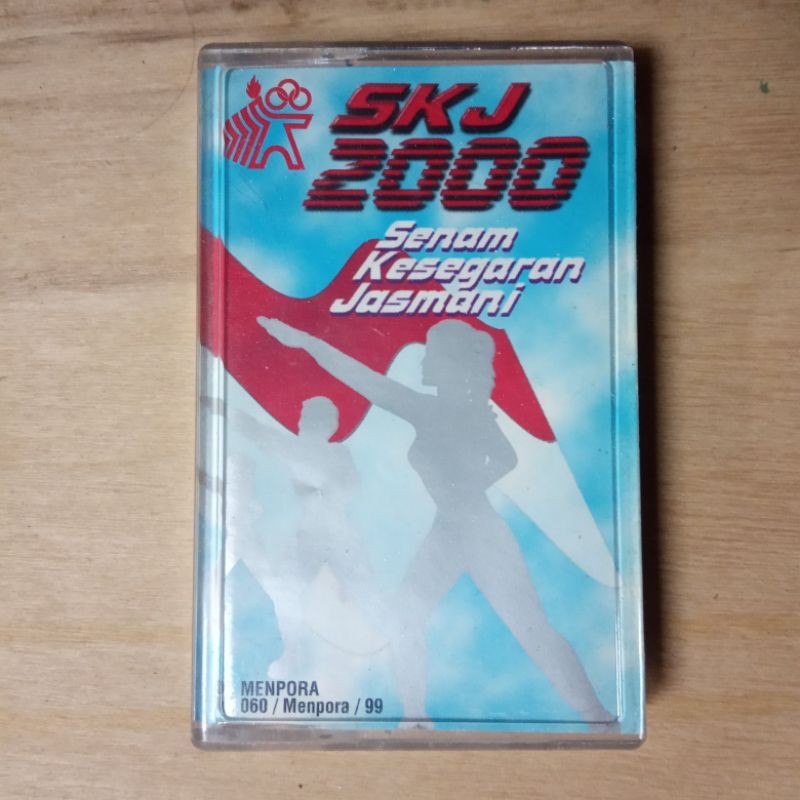 SKJ
2000
Senam
Kesegaran
Jasmani
MENPORA
060 / Menpora / 99